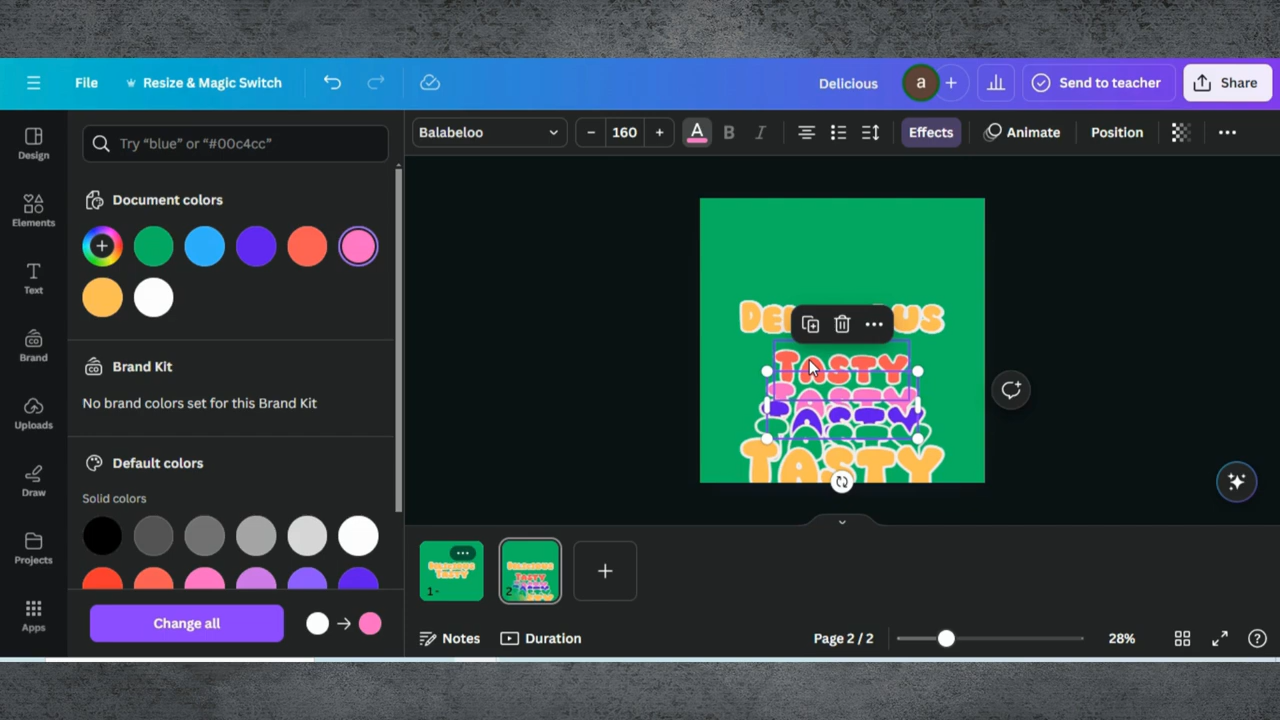 File
Resize & Magic Switch
Delicious
a
Send to teacher
Share
Design
Elements
Text
Brand
Uploads
Draw
Projects
Apps
Try “blue” or “#00c4cc”
Document colors
Brand Kit
No brand colors set for this Brand Kit
Default colors
Solid colors
Change all
Balabeloo
160
A
B
I
Effects
Animate
Position
TASTY
TASTY
TASTY
TASTY
1
2
Notes
Duration
Page 2 / 2
28%